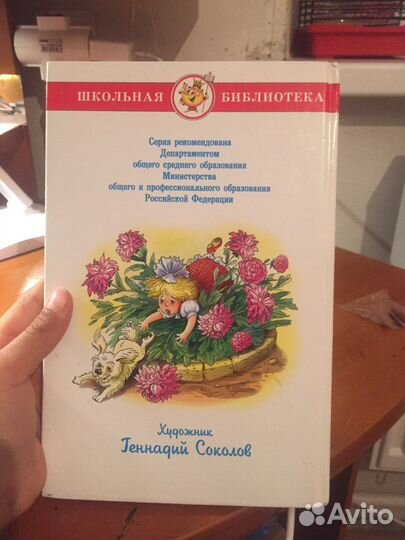 ШКОЛЬНАЯ БИБЛИОТЕКА
Серия рекомендована
Департаментом
общего среднего образования
Министерства
общего и профессионального образования
Российской Федерации
Художник
Геннадий Соколов
Avito